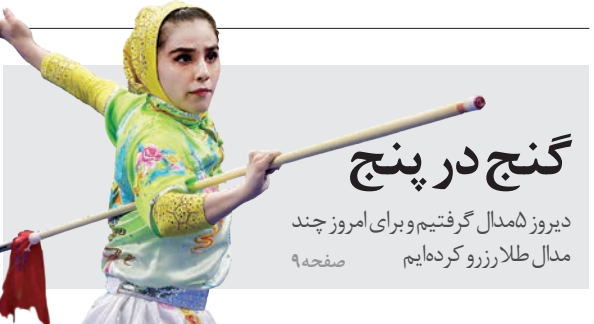 گنج در پنج
دیروز ۵مدال گرفتیم و برای امروز چند
مدال طلا رزرو کرده‌ایم
صفحه۹